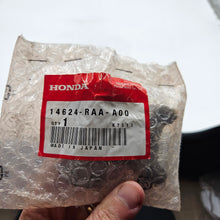 HONDA
14624-RAA-A00
QTY 1
MADE IN JAPAN